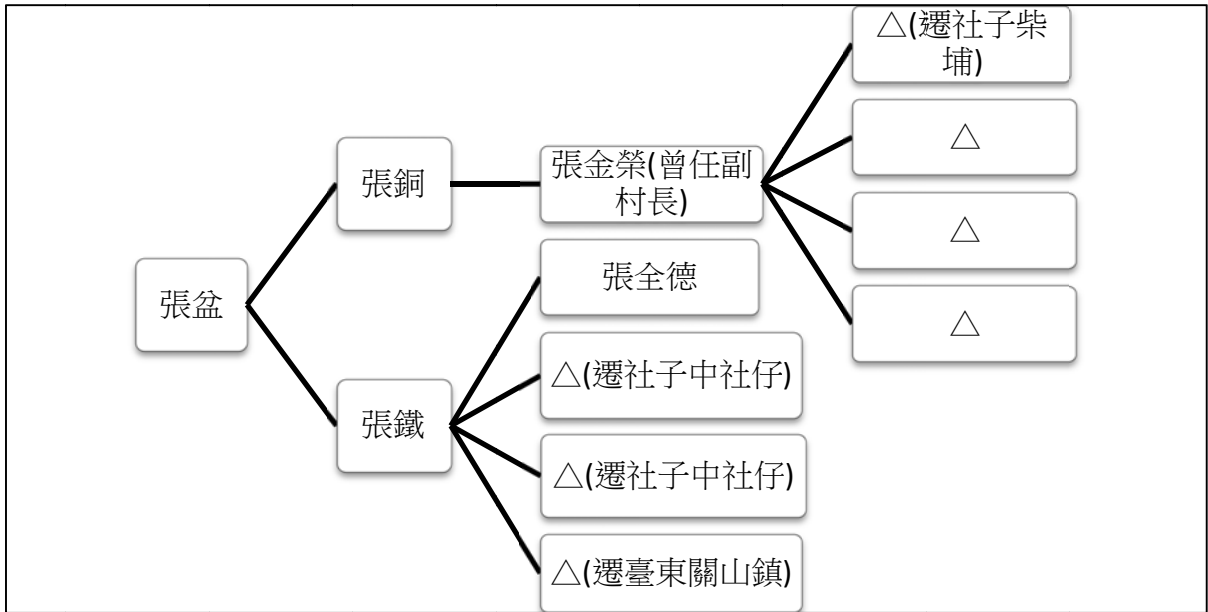 張盆
張銅
張鐵
張金榮(曾任副
村長)
張全德
△(遷社子中社仔)
△(遷社子中社仔)
△(遷臺東關山鎮)
△(遷社子柴
埔)
△
△
△